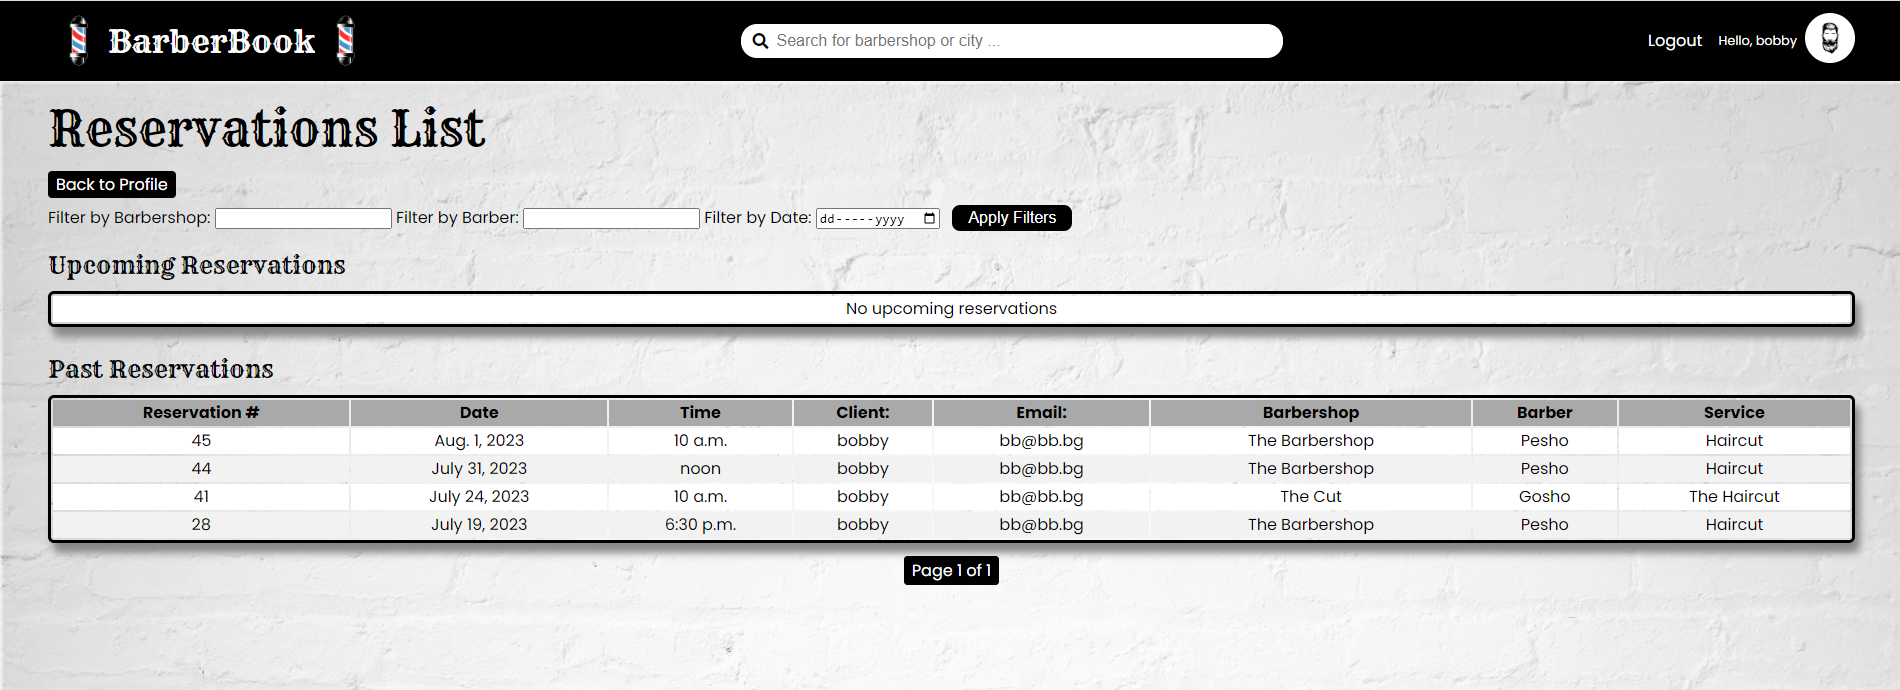 BarberBook
Search for barbershop or city ...
Logout Hello, bobby
Reservations List
Back to Profile
Filter by Barbershop: Filter by Barber: Filter by Date: dd-----yyyy Apply Filters
Upcoming Reservations
No upcoming reservations
Past Reservations
Reservation # Date Time Client: Email: Barbershop Barber Service
45 Aug. 1, 2023 10 a.m. bobby bb@bb.bg The Barbershop Pesho Haircut
44 July 31, 2023 noon bobby bb@bb.bg The Barbershop Pesho Haircut
41 July 24, 2023 10 a.m. bobby bb@bb.bg The Cut Gosho The Haircut
28 July 19, 2023 6:30 p.m. bobby bb@bb.bg The Barbershop Pesho Haircut
Page 1 of 1